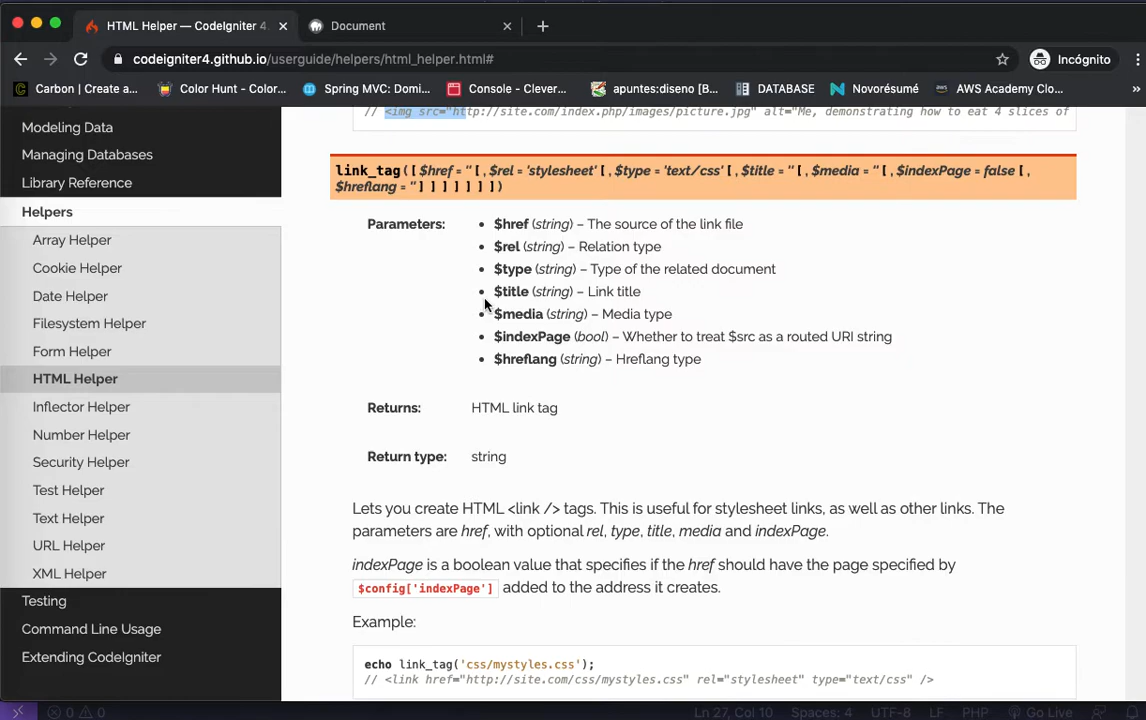 HTML Helper — CodeIgniter 4.
Document
codeigniter4.github.io/userguide/helpers/html_helper.html#
Incógnito
Carbon | Create a...
Color Hunt - Color...
Spring MVC: Domi...
Console - Clever...
apuntes:diseno [B...
DATABASE
Novorésumé
AWS Academy Clou...
Modeling Data
Managing Databases
Library Reference
Helpers
Array Helper
Cookie Helper
Date Helper
Filesystem Helper
Form Helper
HTML Helper
Inflector Helper
Number Helper
Security Helper
Test Helper
Text Helper
URL Helper
XML Helper
Testing
Command Line Usage
Extending CodeIgniter
// <img src="http://site.com/index.php/images/picture.jpg" alt="Me, demonstrating how to eat 4 slices of
link_tag([$href = ''[, $rel = 'stylesheet'[, $type = 'text/css'[, $title = ''[, $media = ''[, $indexPage = false[,
$hreflang = '']]]]]]])
Parameters:
• $href (string) – The source of the link file
• $rel (string) – Relation type
• $type (string) – Type of the related document
• $title (string) – Link title
• $media (string) – Media type
• $indexPage (bool) – Whether to treat $src as a routed URI string
• $hreflang (string) – Hreflang type
Returns: HTML link tag
Return type: string
Lets you create HTML <link /> tags. This is useful for stylesheet links, as well as other links. The
parameters are href, with optional rel, type, title, media and indexPage.
indexPage is a boolean value that specifies if the href should have the page specified by
$config['indexPage'] added to the address it creates.
Example:
echo link_tag('css/mystyles.css');
// <link href="http://site.com/css/mystyles.css" rel="stylesheet" type="text/css" />
0 0 Ln 27, Col 10 Spaces: 4 UTF-8 LF PHP Go Live